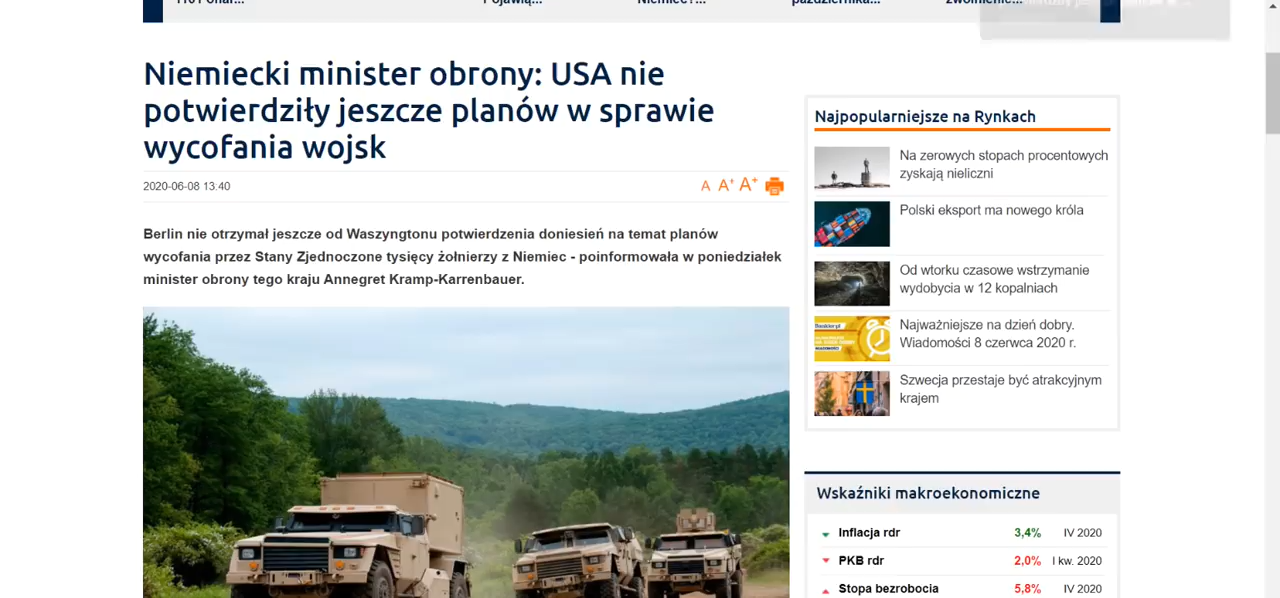 Niemiecki minister obrony: USA nie
potwierdziły jeszcze planów w sprawie
wycofania wojsk
2020-06-08 13:40
A A+ A+
Berlin nie otrzymał jeszcze od Waszyngtonu potwierdzenia doniesień na temat planów
wycofania przez Stany Zjednoczone tysięcy żołnierzy z Niemiec - poinformowała w poniedziałek
minister obrony tego kraju Annegret Kramp-Karrenbauer.
Najpopularniejsze na Rynkach
Na zerowych stopach procentowych
zyskają nieliczni
Polski eksport ma nowego króla
Od wtorku czasowe wstrzymanie
wydobycia w 12 kopalniach
Najważniejsze na dzień dobry.
Wiadomości 8 czerwca 2020 r.
Szwecja przestaje być atrakcyjnym
krajem
Wskaźniki makroekonomiczne
Inflacja rdr 3,4% IV 2020
PKB rdr 2,0% I kw. 2020
Stopa bezrobocia 5,8% IV 2020